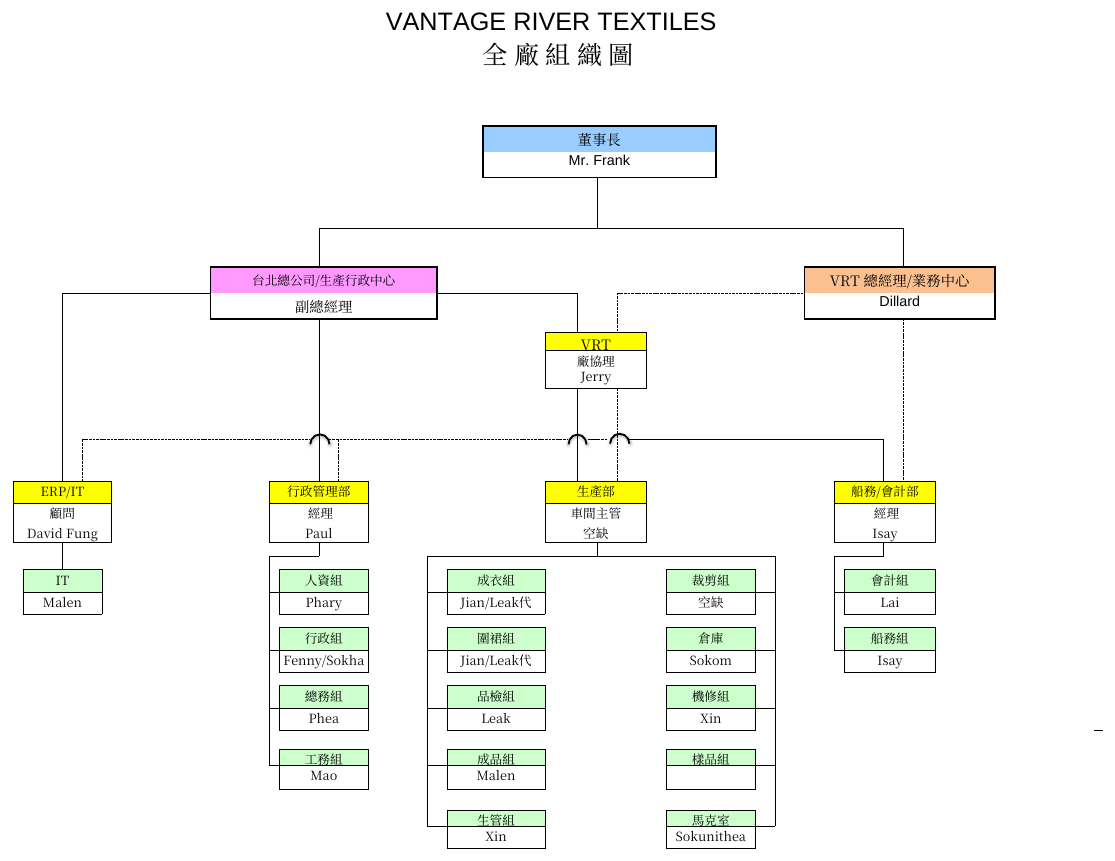 VANTAGE RIVER TEXTILES
全廠組織圖
董事長
Mr. Frank
台北總公司/生產行政中心
副總經理
VRT 總經理/業務中心
Dillard
VRT
廠協理
Jerry
ERP/IT
顧問
David Fung
IT
Malen
行政管理部
經理
Paul
人資組
Phary
行政組
Fenny/Sokha
總務組
Phea
工務組
Mao
生產部
車間主管
空缺
成衣組
Jian/Leak代
圍裙組
Jian/Leak代
品檢組
Leak
成品組
Malen
生管組
Xin
裁剪組
空缺
倉庫
Sokom
機修組
Xin
樣品組
馬克室
Sokunithea
船務/會計部
經理
Isay
會計組
Lai
船務組
Isay